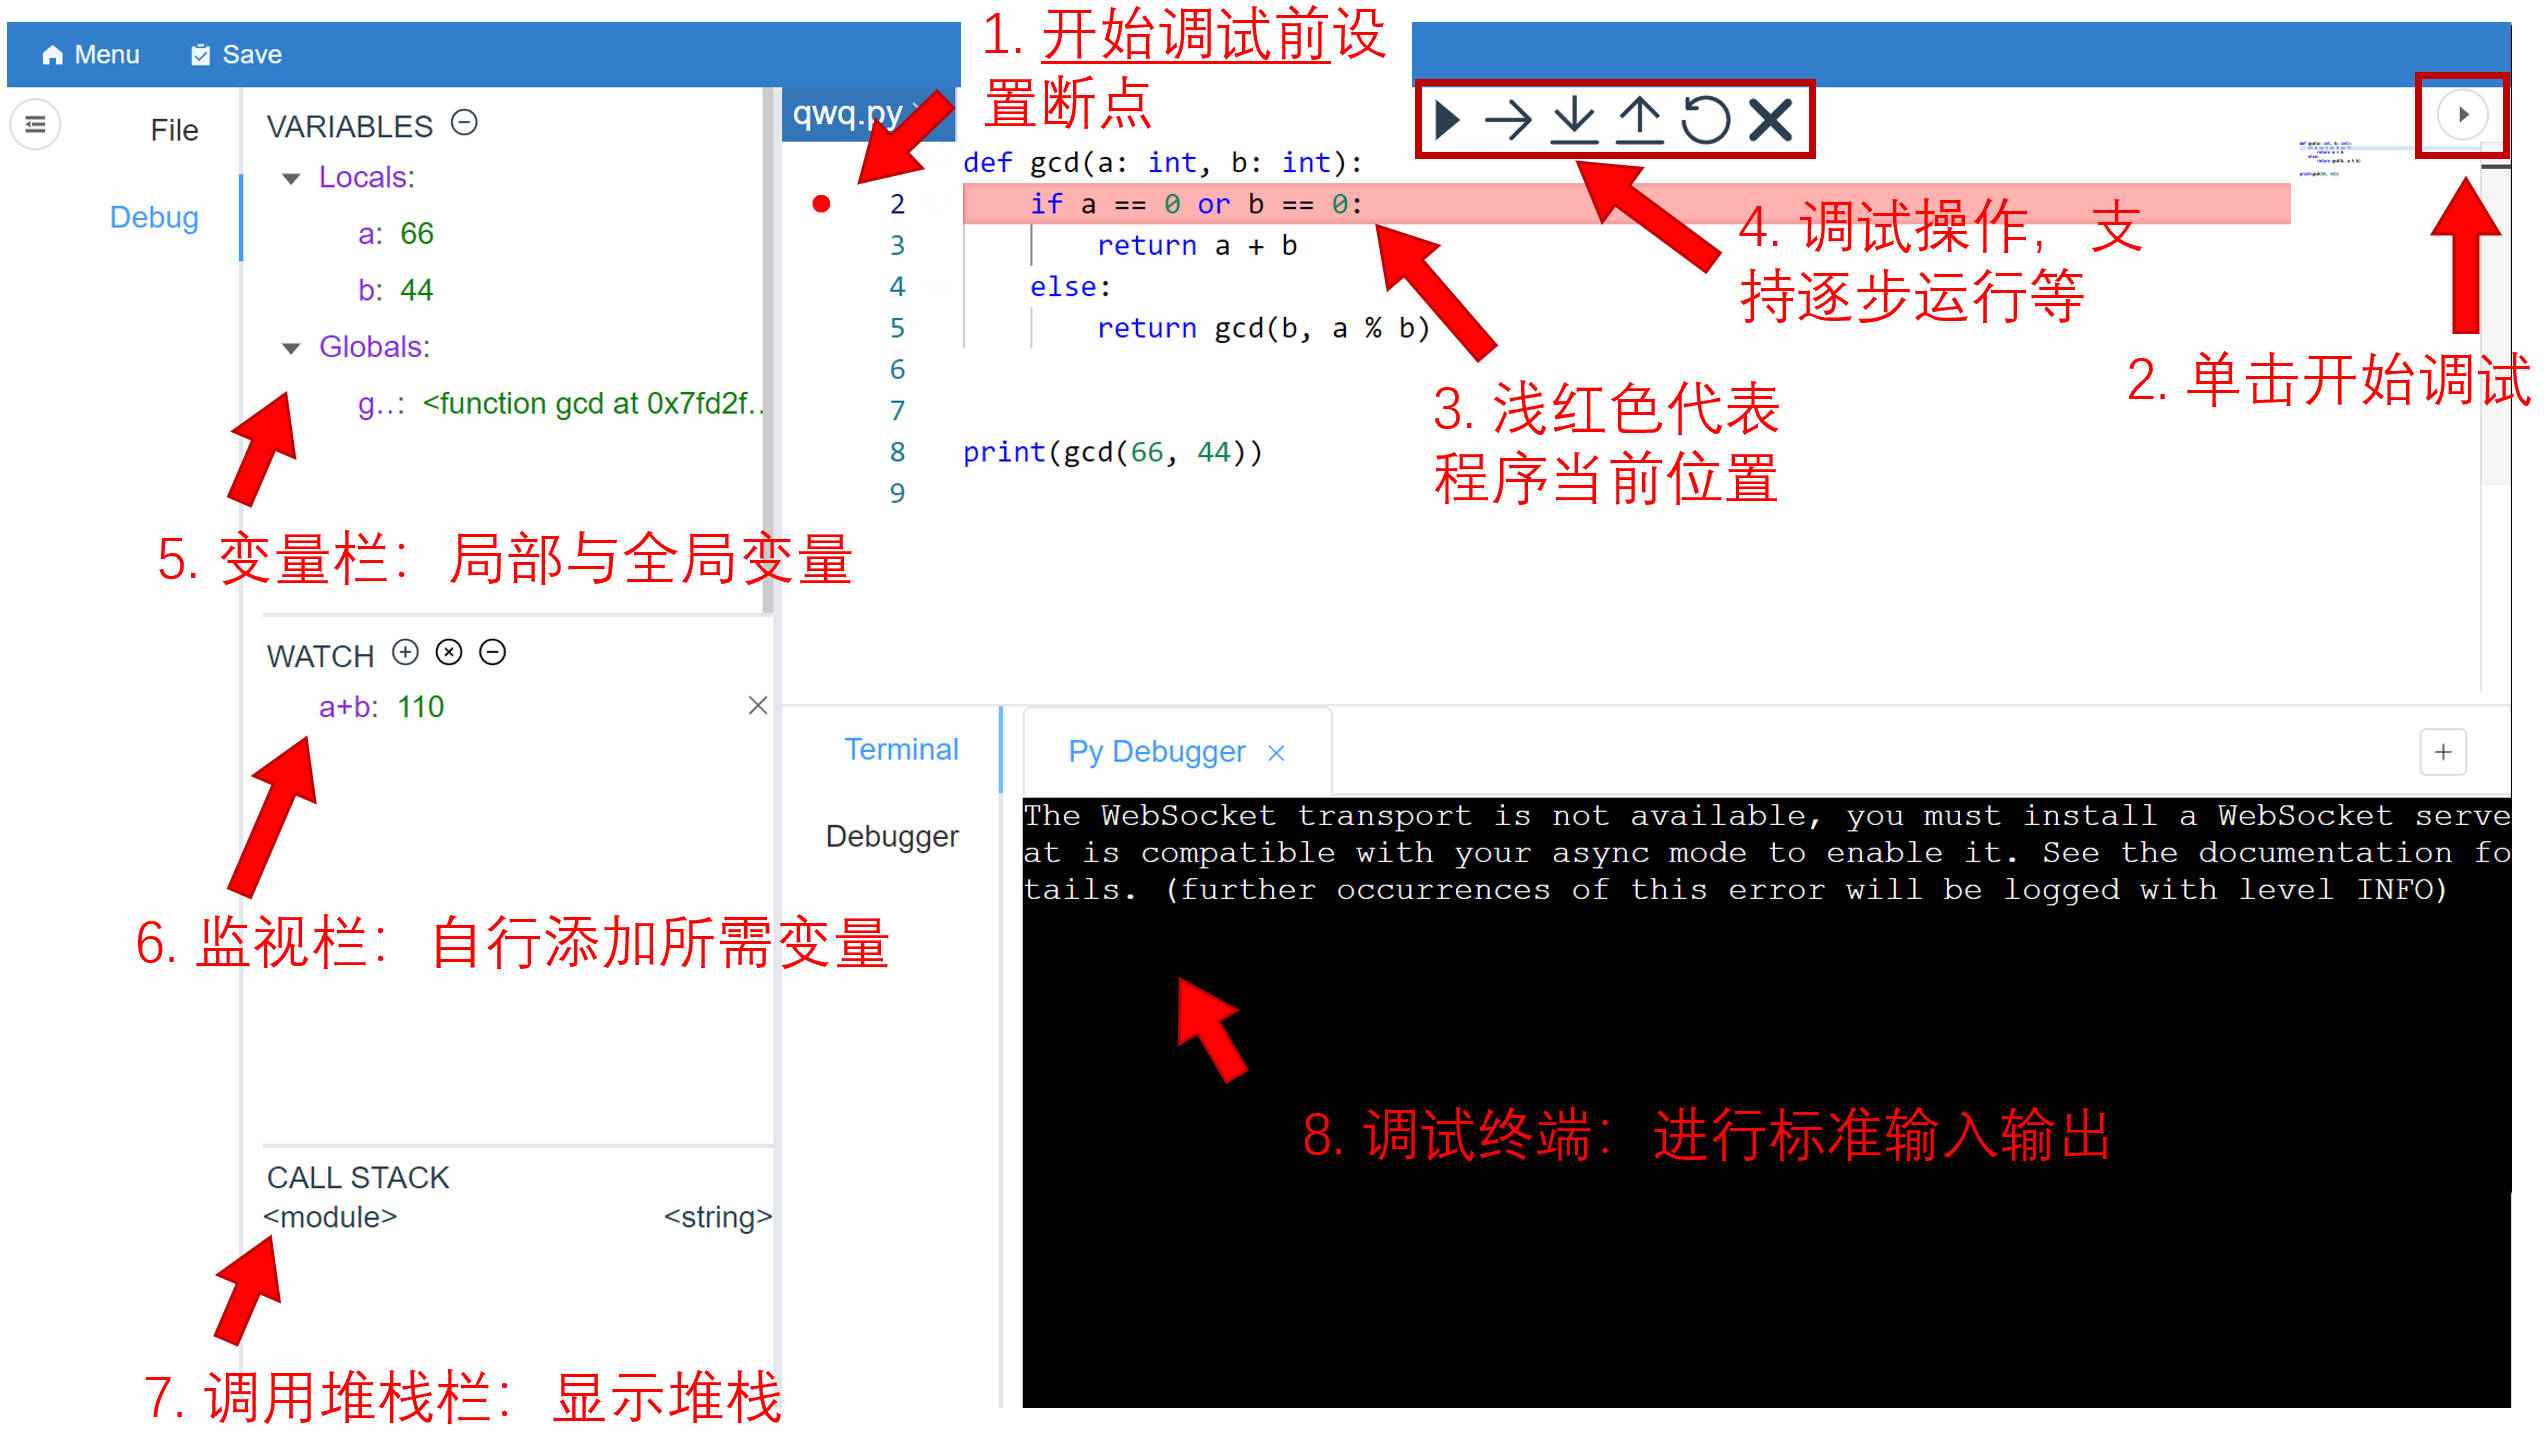 Menu
Save
1. 开始调试前设
置断点
File
Debug
VARIABLES
Locals:
a: 66
b: 44
Globals:
g..: <function gcd at 0x7fd2f..
5. 变量栏：局部与全局变量
WATCH
a+b: 110
6. 监视栏：自行添加所需变量
CALL STACK
<module> <string>
7. 调用堆栈栏：显示堆栈
qwq.py
def gcd(a: int, b: int):
2 if a == 0 or b == 0:
3 return a + b
4 else:
5 return gcd(b, a % b)
6
7
8 print(gcd(66, 44))
9
4. 调试操作，支
持逐步运行等
2. 单击开始调试
3. 浅红色代表
程序当前位置
Terminal
Debugger
Py Debugger
The WebSocket transport is not available, you must install a WebSocket serve
at is compatible with your async mode to enable it. See the documentation fo
tails. (further occurrences of this error will be logged with level INFO)
8. 调试终端：进行标准输入输出